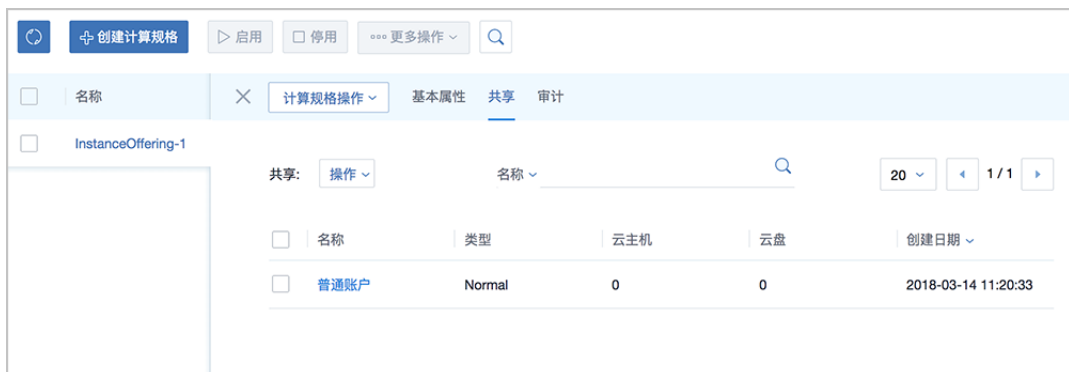 创建计算规格 启用 停用 更多操作
名称 计算规格操作 基本属性 共享 审计
InstanceOffering-1
共享: 操作 名称 20 1 / 1
名称 类型 云主机 云盘 创建日期
普通账户 Normal 0 0 2018-03-14 11:20:33